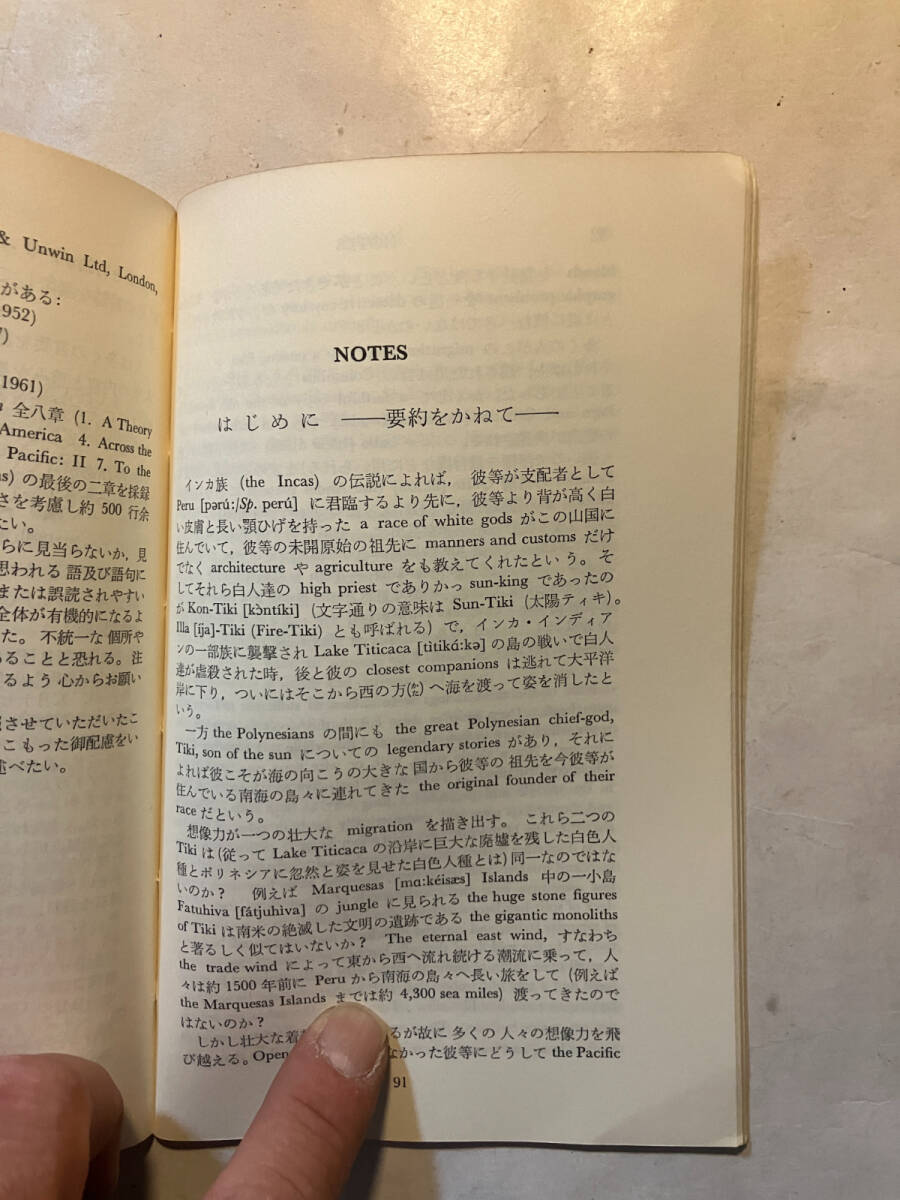 & Unwin Ltd, London,
がある:
952)
7)
1961)
全八章 (1. A Theory
America 4. Across the
Pacific: II 7. To the
as) の最後の二章を採録
さを考慮し約 500 行余
たい。
らに見当らないか, 見
思われる 語及び語句に
または誤読されやすい
全体が有機的になるよ
た。 不統一な 個所や
あることと恐れる。注
るよう 心からお願い
させていただいたこ
こもった御配慮をい
述べたい。
NOTES
はじめに ――要約をかねて――
インカ族 (the Incas) の伝説によれば, 彼等が支配者として
Peru [pərú:/Sp. perú] に君臨するより先に, 彼等より背が高く白
い皮膚と長い顎ひげを持った a race of white gods がこの山国に
住んでいて, 彼等の未開原始の祖先に manners and customs だけ
でなく architecture や agriculture をも教えてくれたという。そ
してそれら白人達の high priest でありかつ sun-king であったの
が Kon-Tiki [kɔ̀ntíki] (文字通りの意味は Sun-Tiki (太陽ティキ)。
Illa [íja]-Tiki (Fire-Tiki) とも呼ばれる) で, インカ・インディア
ンの一部族に襲撃され Lake Titicaca [tìtiká:kə] の島の戦いで白人
達が虐殺された時, 後と彼の closest companions は逃れて大平洋
岸に下り, ついにはそこから西の方(かた)へ海を渡って姿を消したと
いう。
一方 the Polynesians の間にも the great Polynesian chief-god,
Tiki, son of the sun についての legendary stories があり, それに
よれば彼こそが海の向こうの大きな国から彼等の 祖先を今彼等が
住んでいる南海の島々に連れてきた the original founder of their
race だという。
想像力が一つの壮大な migration を描き出す。 これら二つの
Tiki は (従って Lake Titicaca の沿岸に巨大な廃墟を残した白色人
種とポリネシアに忽然と姿を見せた白色人種とは) 同一なのではな
いのか? 例えば Marquesas [mɑ:kéisæs] Islands 中の一小島
Fatuhiva [fátjuhìva] の jungle に見られる the huge stone figures
of Tiki は南米の絶滅した文明の遺跡である the gigantic monoliths
と著るしく似てはいないか? The eternal east wind, すなわち
the trade wind によって東から西へ流れ続ける潮流に乗って, 人
々は約 1500 年前に Peru から南海の島々へ長い旅をして (例えば
the Marquesas Islands までは約 4,300 sea miles) 渡ってきたので
はないのか?
しかし壮大な着 るが故に 多くの 人々の想像力を飛
び越える。Open なかった彼等にどうして the Pacific
91